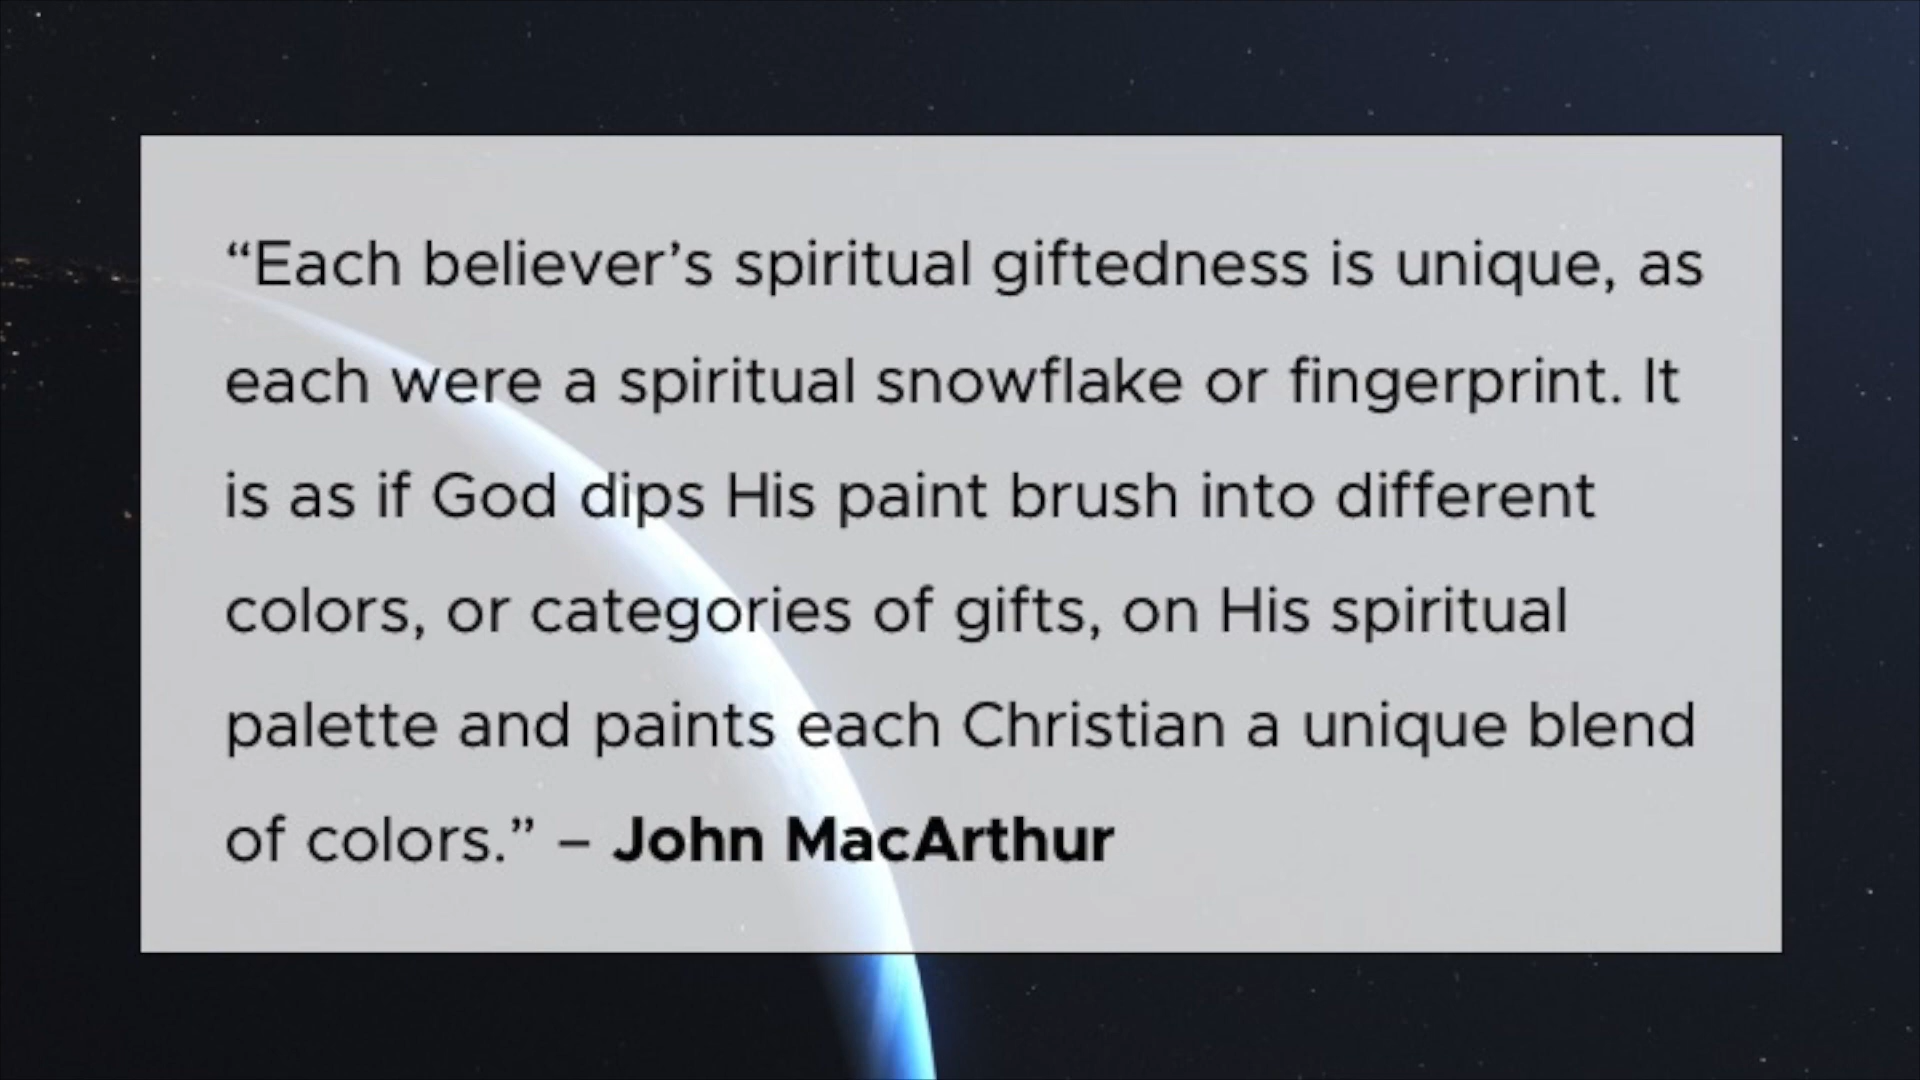 “Each believer’s spiritual giftedness is unique, as
each were a spiritual snowflake or fingerprint. It
is as if God dips His paint brush into different
colors, or categories of gifts, on His spiritual
palette and paints each Christian a unique blend
of colors.” – John MacArthur